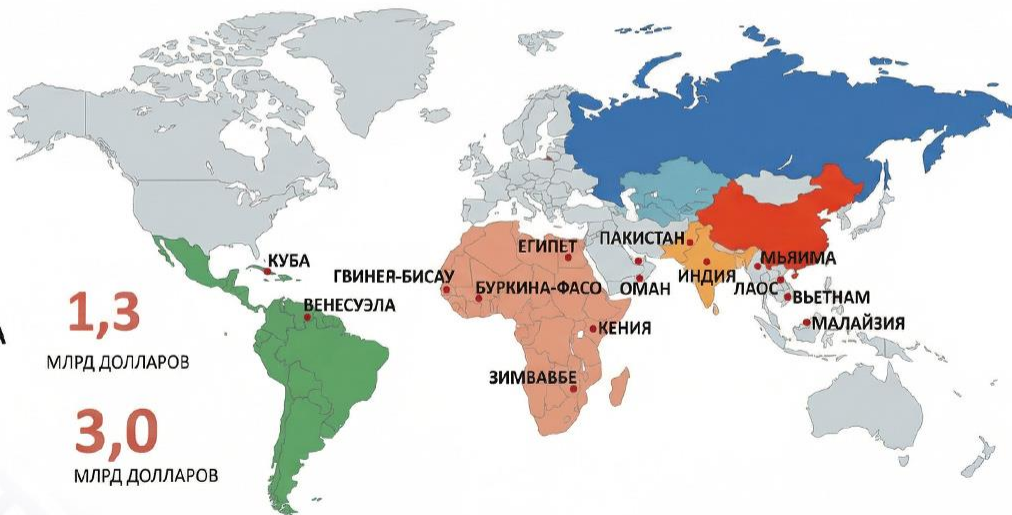 ЕГИПЕТ
ПАКИСТАН
КУБА
ГВИНЕЯ-БИСАУ
БУРКИНА-ФАСО
ОМАН
ИНДИЯ
МЬЯИМА
ЛАОС
ВЕНЕСУЭЛА
ВЬЕТНАМ
МАЛАЙЗИЯ
КЕНИЯ
ЗИМВАВБЕ
А
1,3
МЛРД ДОЛЛАРОВ
3,0
МЛРД ДОЛЛАРОВ